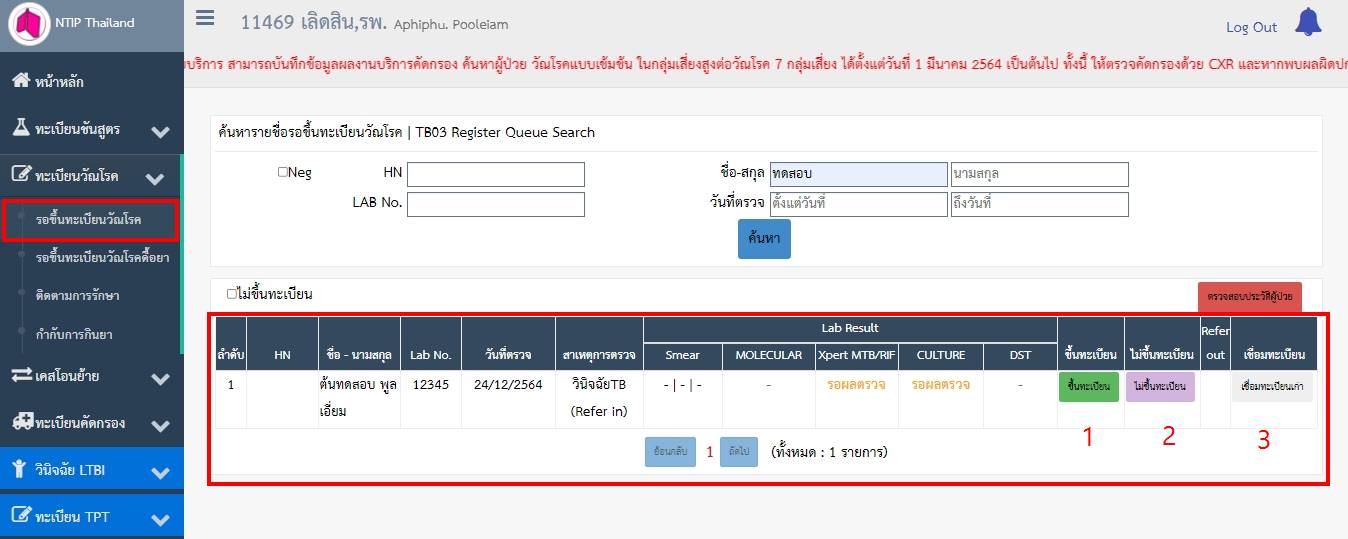 NTIP Thailand
11469 เลิดสิน,รพ. Aphiphu. Pooleiam
Log Out
บริการ สามารถบันทึกข้อมูลผลงานบริการคัดกรอง ค้นหาผู้ป่วย วัณโรคแบบเข้มข้น ในกลุ่มเสี่ยงสูงต่อวัณโรค 7 กลุ่มเสี่ยง ได้ตั้งแต่วันที่ 1 มีนาคม 2564 เป็นต้นไป ทั้งนี้ ให้ตรวจคัดกรองด้วย CXR และหากพบผลผิดปก
หน้าหลัก
ทะเบียนชันสูตร
ทะเบียนวัณโรค
รอขึ้นทะเบียนวัณโรค
รอขึ้นทะเบียนวัณโรคดื้อยา
ติดตามการรักษา
กำกับการกินยา
เคสโอนย้าย
ทะเบียนคัดกรอง
วินิจฉัย LTBI
ทะเบียน TPT
ค้นหารายชื่อรอขึ้นทะเบียนวัณโรค | TB03 Register Queue Search
Neg HN ชื่อ-สกุล ทดสอบ นามสกุล
LAB No. วันที่ตรวจ ตั้งแต่วันที่ ถึงวันที่
ค้นหา
ไม่ขึ้นทะเบียน ตรวจสอบประวัติผู้ป่วย
ลำดับ HN ชื่อ - นามสกุล Lab No. วันที่ตรวจ สาเหตุการตรวจ Lab Result ขึ้นทะเบียน ไม่ขึ้นทะเบียน Refer out เชื่อมทะเบียน
Smear MOLECULAR Xpert MTB/RIF CULTURE DST
1 ต้นทดสอบ พูล 12345 24/12/2564 วินิจฉัยTB - | - | - - รอผลตรวจ รอผลตรวจ - ขึ้นทะเบียน ไม่ขึ้นทะเบียน เชื่อมทะเบียนเก่า
เอี่ยม (Refer in)
1 2 3
ย้อนกลับ 1 ถัดไป (ทั้งหมด : 1 รายการ)